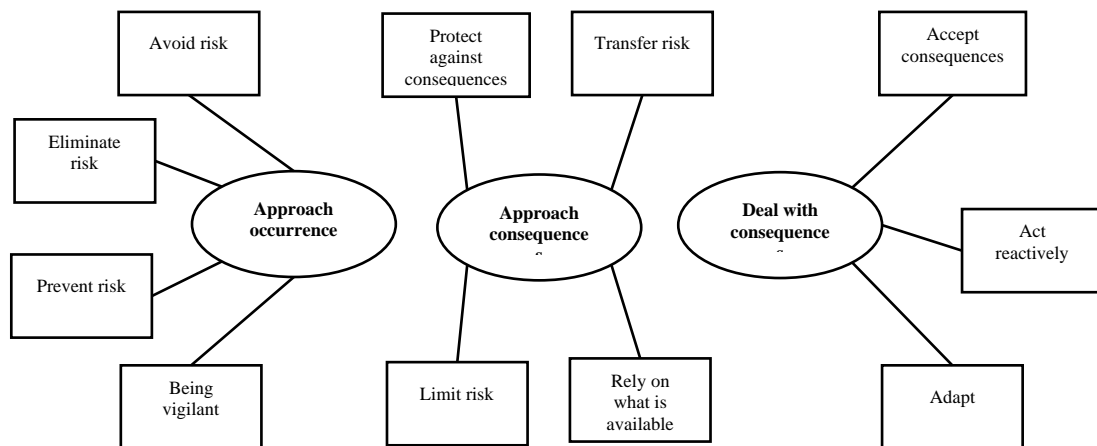 Avoid risk
Protect
against
consequences
Transfer risk
Accept
consequences
Eliminate
risk
Approach
occurrence
Approach
consequence
s
Deal with
consequence
s
Act
reactively
Prevent risk
Being
vigilant
Limit risk
Rely on
what is
available
Adapt